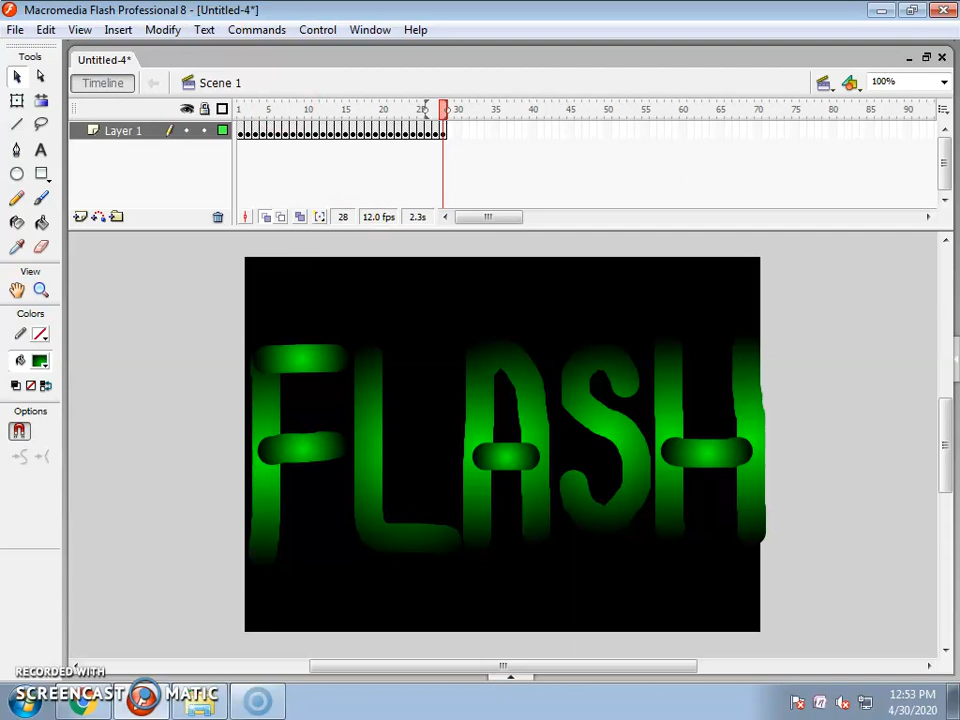 Macromedia Flash Professional 8 - [Untitled-4*]
File Edit View Insert Modify Text Commands Control Window Help
Tools
Untitled-4*
Timeline
Scene 1
100%
1 5 10 15 20 25 30 35 40 45 50 55 60 65 70 75 80 85 90
Layer 1
28 12.0 fps 2.3s
View
Colors
Options
FLASH
RECORDED WITH
SCREENCAST MATIC
12:53 PM
4/30/2020